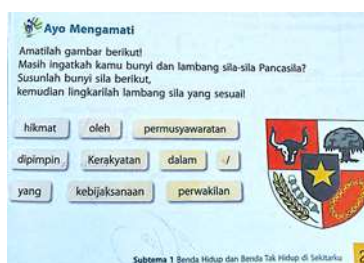 Ayo Mengamati
Amatilah gambar berikut!
Masih ingatkah kamu bunyi dan lambang sila-sila Pancasila?
Susunlah bunyi sila berikut,
kemudian lingkarilah lambang sila yang sesuai!
hikmat oleh permusyawaratan
dipimpin Kerakyatan dalam /
yang kebijaksanaan perwakilan
Subtema 1 Benda Hidup dan Benda Tak Hidup di Sekitarku